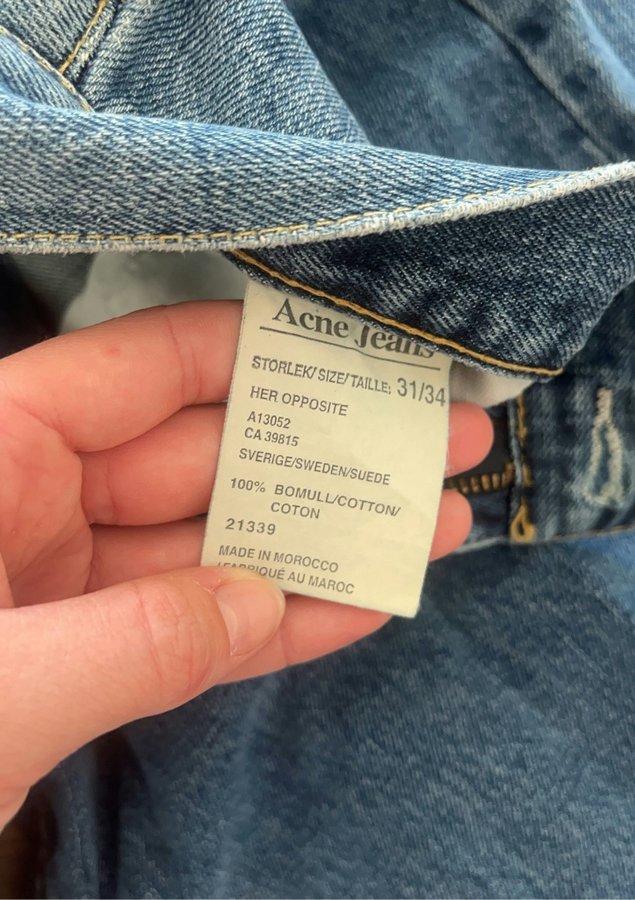 Acne Jeans
STORLEK/SIZE/TAILLE: 31/34
HER OPPOSITE
A13052
CA 39815
SVERIGE/SWEDEN/SUEDE
100% BOMULL/COTTON/
COTON
21339
MADE IN MOROCCO
FABRIQUÉ AU MAROC